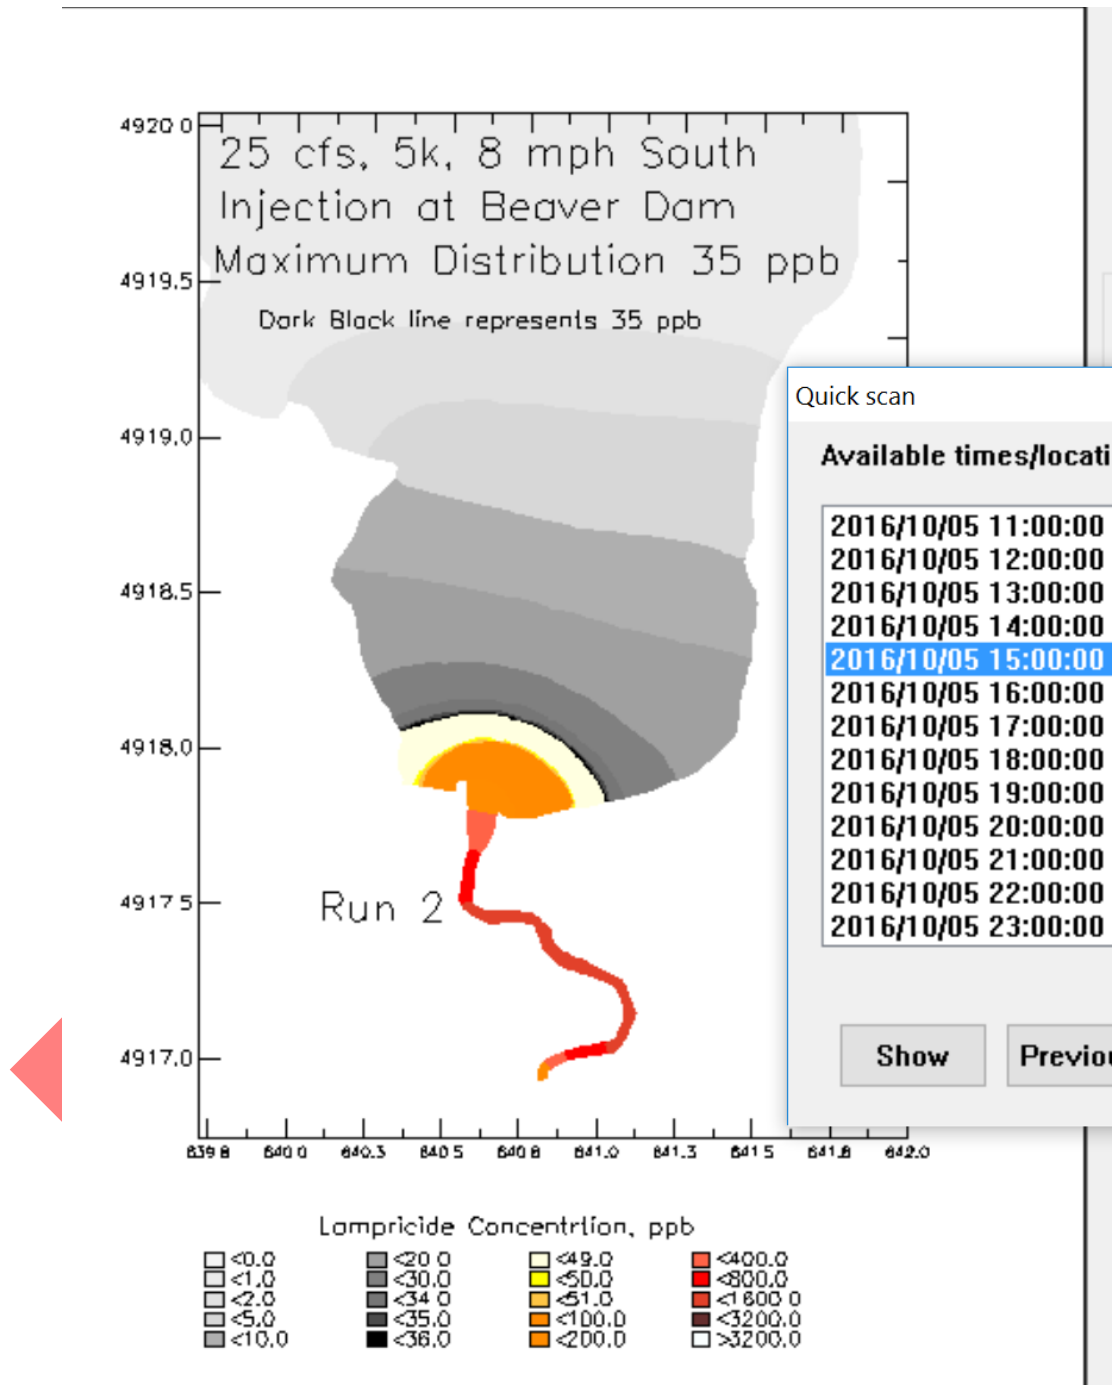 25 cfs, 5k, 8 mph South
Injection at Beaver Dam
Maximum Distribution 35 ppb
Dark Black line represents 35 ppb
4920.0
4919.5
4919.0
4918.5
4918.0
4917.5
4917.0
Run 2
639.8 640.0 640.3 640.5 640.8 641.0 641.3 641.5 641.8 642.0
Lampricide Concentrtion, ppb
<0.0 <20.0 <49.0 <400.0
<1.0 <30.0 <50.0 <800.0
<2.0 <34.0 <51.0 <1600.0
<5.0 <35.0 <100.0 <3200.0
<10.0 <36.0 <200.0 >3200.0
Quick scan
Available times/locati
2016/10/05 11:00:00
2016/10/05 12:00:00
2016/10/05 13:00:00
2016/10/05 14:00:00
2016/10/05 15:00:00
2016/10/05 16:00:00
2016/10/05 17:00:00
2016/10/05 18:00:00
2016/10/05 19:00:00
2016/10/05 20:00:00
2016/10/05 21:00:00
2016/10/05 22:00:00
2016/10/05 23:00:00
Show Previou